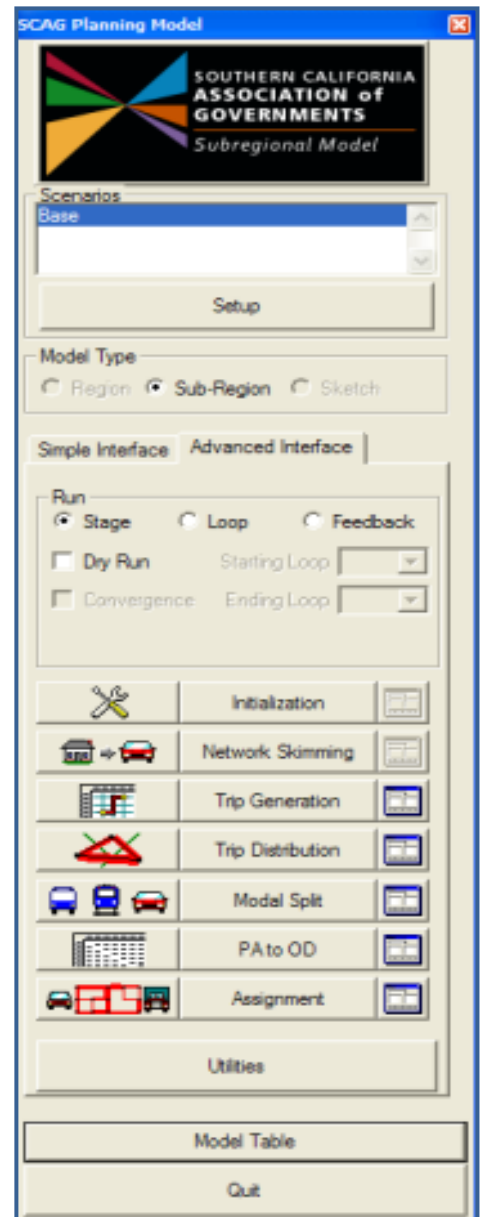 SCAG Planning Model
SOUTHERN CALIFORNIA
ASSOCIATION of
GOVERNMENTS
Subregional Model
Scenarios
Base
Setup
Model Type
Region Sub-Region Sketch
Simple Interface Advanced Interface
Run
Stage Loop Feedback
Dry Run Starting Loop
Convergence Ending Loop
Initialization
Network Skimming
Trip Generation
Trip Distribution
Modal Split
PA to OD
Assignment
Utilities
Model Table
Quit